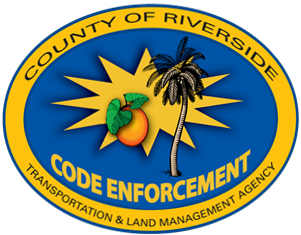 COUNTY OF RIVERSIDE
CODE ENFORCEMENT
TRANSPORTATION & LAND MANAGEMENT AGENCY